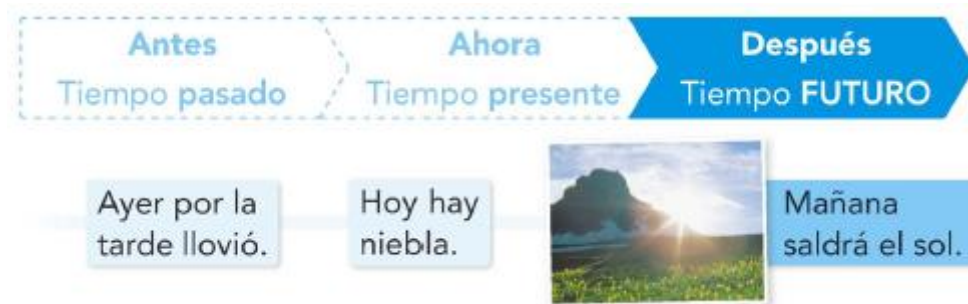 Antes
Tiempo pasado
Ahora
Tiempo presente
Después
Tiempo FUTURO
Ayer por la
tarde llovió.
Hoy hay
niebla.
Mañana
saldrá el sol.